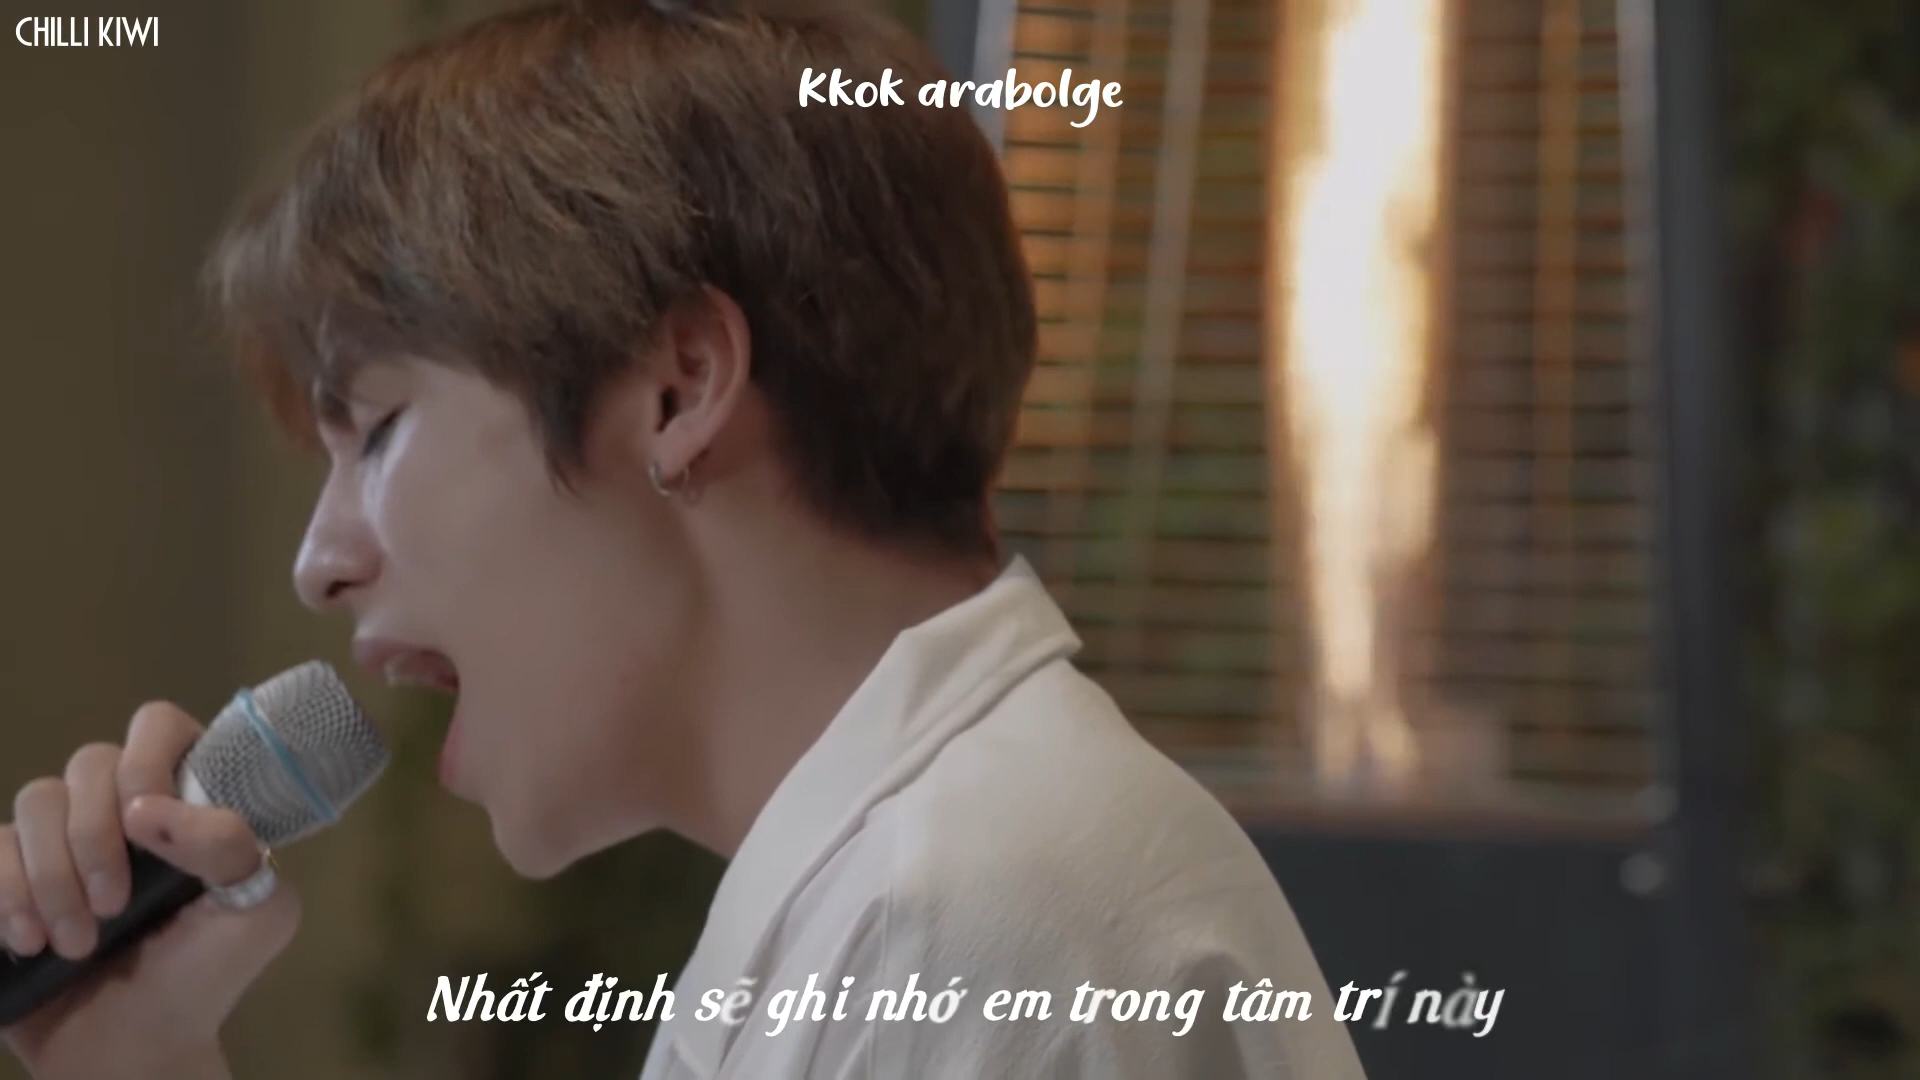 CHILLI KIWI
Kkok arabolge
Nhất định sẽ ghi nhớ em trong tâm trí này